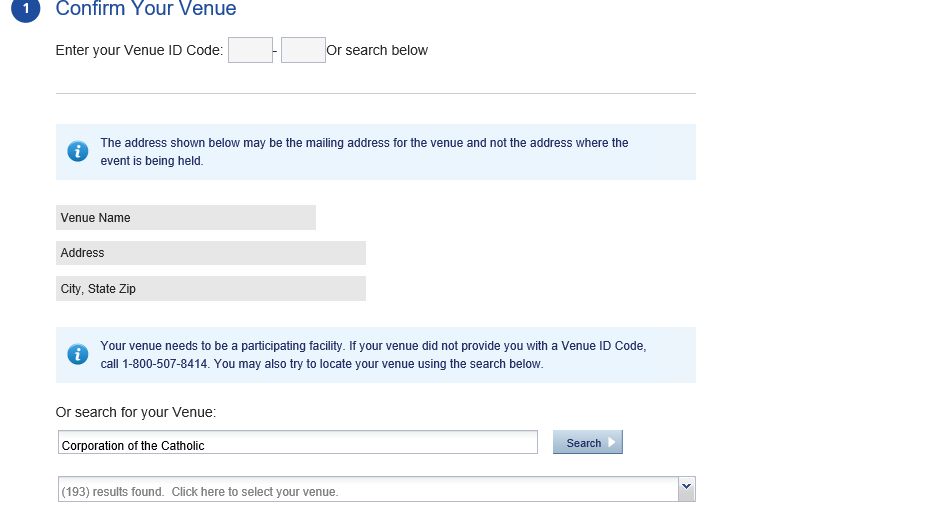 1 Confirm Your Venue
Enter your Venue ID Code: - Or search below
The address shown below may be the mailing address for the venue and not the address where the
event is being held.
Venue Name
Address
City, State Zip
Your venue needs to be a participating facility. If your venue did not provide you with a Venue ID Code,
call 1-800-507-8414. You may also try to locate your venue using the search below.
Or search for your Venue:
Corporation of the Catholic Search
(193) results found. Click here to select your venue.